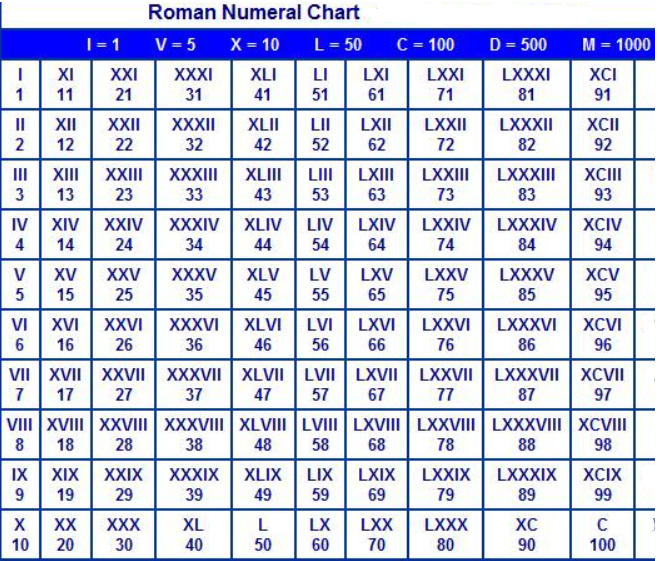 Roman Numeral Chart
I = 1 V = 5 X = 10 L = 50 C = 100 D = 500 M = 1000
I XI XXI XXXI XLI LI LXI LXXI LXXXI XCI
1 11 21 31 41 51 61 71 81 91
II XII XXII XXXII XLII LII LXII LXXII LXXXII XCII
2 12 22 32 42 52 62 72 82 92
III XIII XXIII XXXIII XLIII LIII LXIII LXXIII LXXXIII XCIII
3 13 23 33 43 53 63 73 83 93
IV XIV XXIV XXXIV XLIV LIV LXIV LXXIV LXXXIV XCIV
4 14 24 34 44 54 64 74 84 94
V XV XXV XXXV XLV LV LXV LXXV LXXXV XCV
5 15 25 35 45 55 65 75 85 95
VI XVI XXVI XXXVI XLVI LVI LXVI LXXVI LXXXVI XCVI
6 16 26 36 46 56 66 76 86 96
VII XVII XXVII XXXVII XLVII LVII LXVII LXXVII LXXXVII XCVII
7 17 27 37 47 57 67 77 87 97
VIII XVIII XXVIII XXXVIII XLVIII LVIII LXVIII LXXVIII LXXXVIII XCVIII
8 18 28 38 48 58 68 78 88 98
IX XIX XXIX XXXIX XLIX LIX LXIX LXXIX LXXXIX XCIX
9 19 29 39 49 59 69 79 89 99
X XX XXX XL L LX LXX LXXX XC C
10 20 30 40 50 60 70 80 90 100